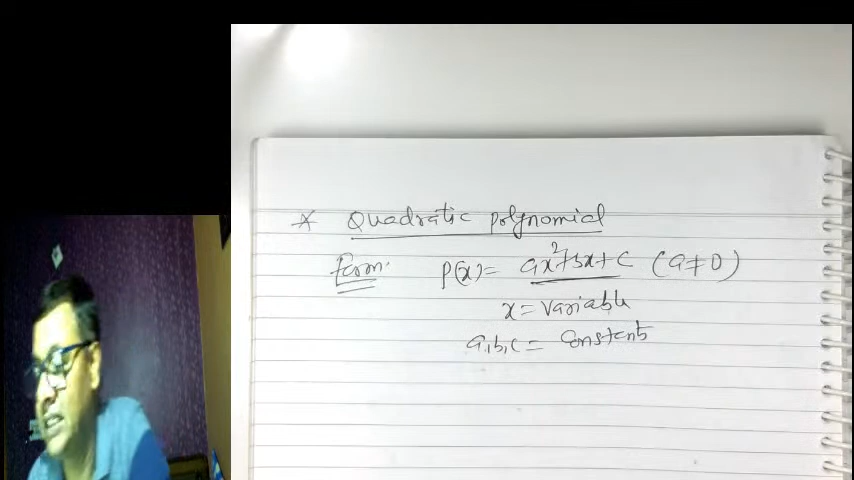 * Quadratic polynomial
Form: P(x) = ax²+bx+c (a≠0)
x = variable
a,b,c = Constants